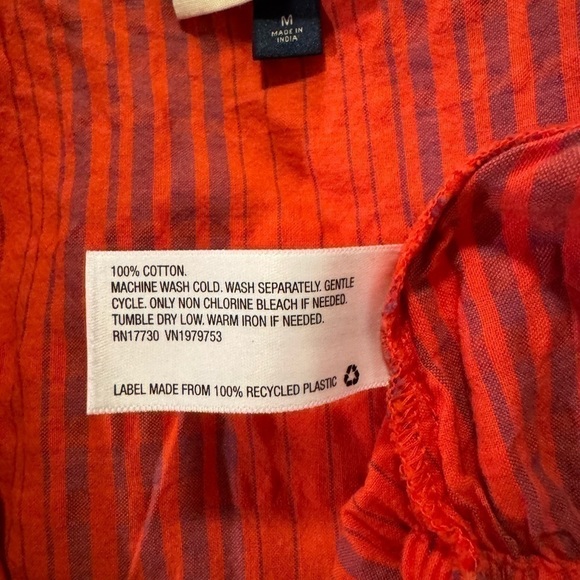 M
MADE IN
INDIA
100% COTTON.
MACHINE WASH COLD. WASH SEPARATELY. GENTLE
CYCLE. ONLY NON CHLORINE BLEACH IF NEEDED.
TUMBLE DRY LOW. WARM IRON IF NEEDED.
RN17730 VN1979753
LABEL MADE FROM 100% RECYCLED PLASTIC